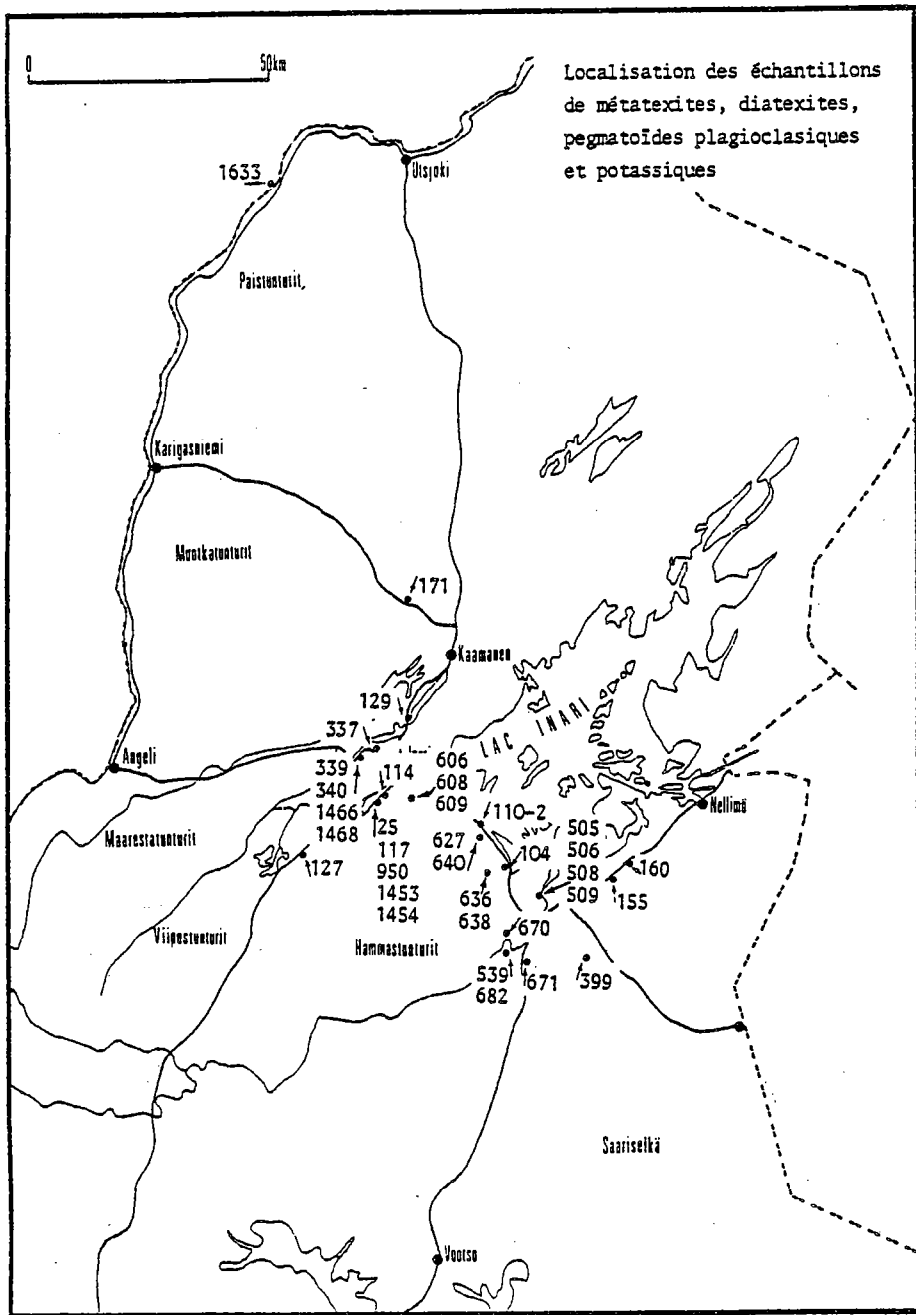 0
50km
Localisation des échantillons
de métatexites, diatexites,
pegmatoïdes plagioclasiques
et potassiques
1633
Utsjoki
Paistunturit
Karigasniemi
Muotkatunturit
171
Kaamanen
129
337
LAC INARI
Angeli
339
340
1466
1468
114
606
608
609
110-2
Nellimö
Maarestatunturit
25
117
950
1453
1454
627
640
104
505
506
508
509
160
155
127
636
638
Viipustunturit
Hammastunturit
670
539
682
671
399
Saariselkä
Vuotso